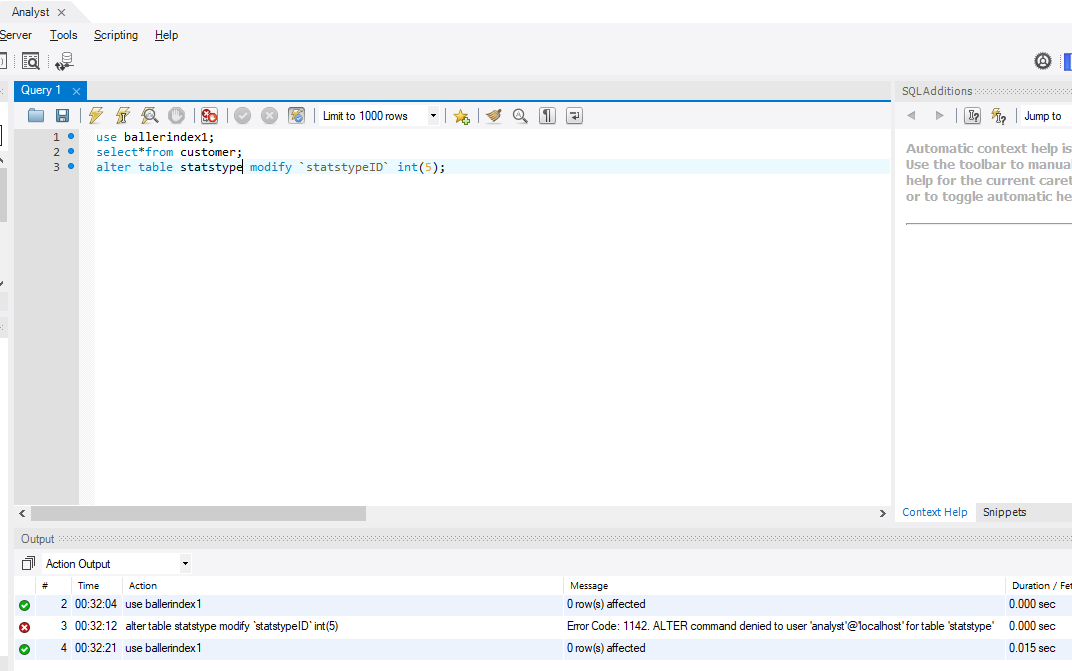 Analyst
Server Tools Scripting Help
Query 1
SQLAdditions
Limit to 1000 rows
Jump to
1 use ballerindex1;
2 select*from customer;
3 alter table statstype modify `statstypeID` int(5);
Automatic context help is
Use the toolbar to manua
help for the current caret
or to toggle automatic he
Context Help Snippets
Output
Action Output
# Time Action Message Duration / Fet
2 00:32:04 use ballerindex1 0 row(s) affected 0.000 sec
3 00:32:12 alter table statstype modify `statstypeID` int(5) Error Code: 1142. ALTER command denied to user 'analyst'@'localhost' for table 'statstype' 0.000 sec
4 00:32:21 use ballerindex1 0 row(s) affected 0.015 sec